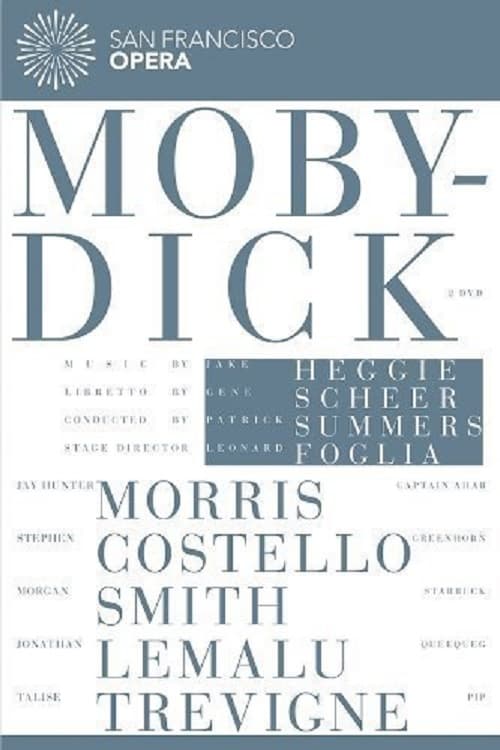 SAN FRANCISCO
OPERA
MOBY-
DICK
2 DVD
MUSIC BY JAKE HEGGIE
LIBRETTO BY GENE SCHEER
CONDUCTED BY PATRICK SUMMERS
STAGE DIRECTOR LEONARD FOGLIA
JAY HUNTER MORRIS CAPTAIN AHAB
STEPHEN COSTELLO GREENHORN
MORGAN SMITH STARBUCK
JONATHAN LEMALU QUEEQUEG
TALISE TREVIGNE PIP